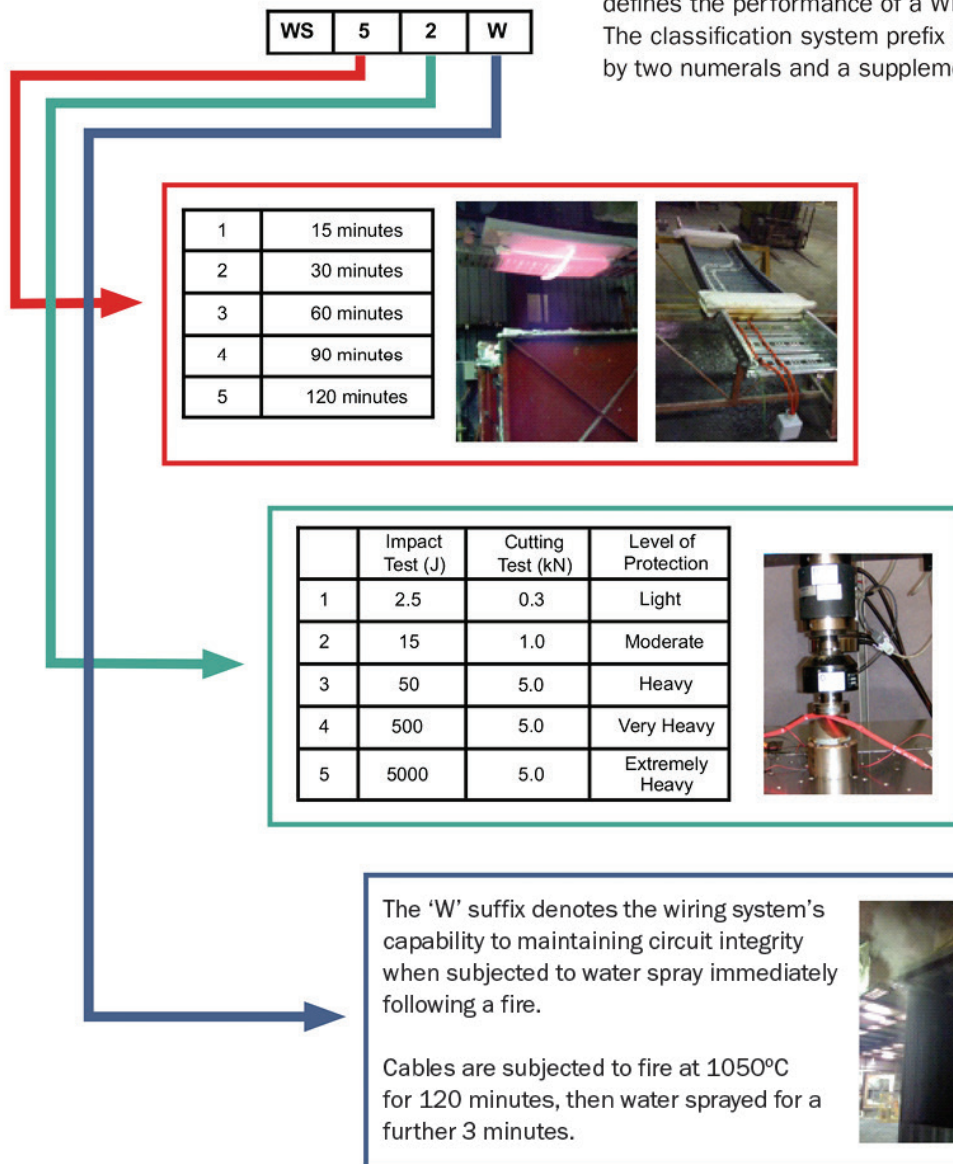 WS 5 2 W
defines the performance of a
The classification system prefix
by two numerals and a
1 15 minutes
2 30 minutes
3 60 minutes
4 90 minutes
5 120 minutes
Impact Test (J) Cutting Test (kN) Level of Protection
1 2.5 0.3 Light
2 15 1.0 Moderate
3 50 5.0 Heavy
4 500 5.0 Very Heavy
5 5000 5.0 Extremely Heavy
The ‘W’ suffix denotes the wiring system’s
capability to maintaining circuit integrity
when subjected to water spray immediately
following a fire.
Cables are subjected to fire at 1050ºC
for 120 minutes, then water sprayed for a
further 3 minutes.